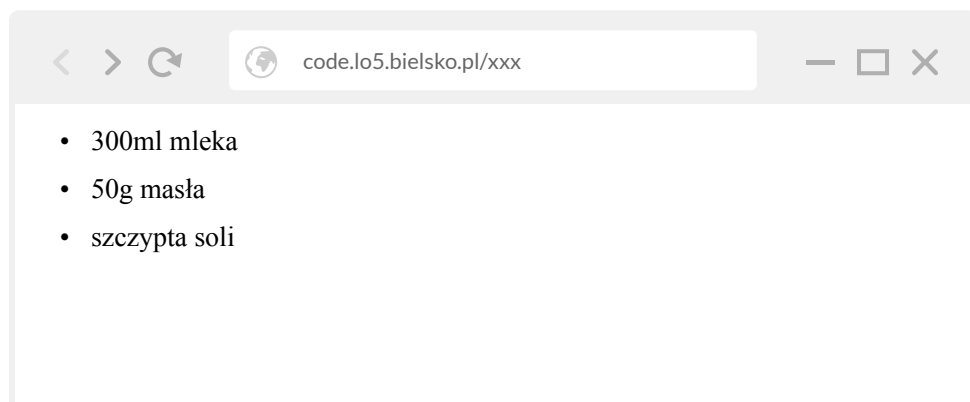 code.lo5.bielsko.pl/xxx
• 300ml mleka
• 50g masła
• szczypta soli